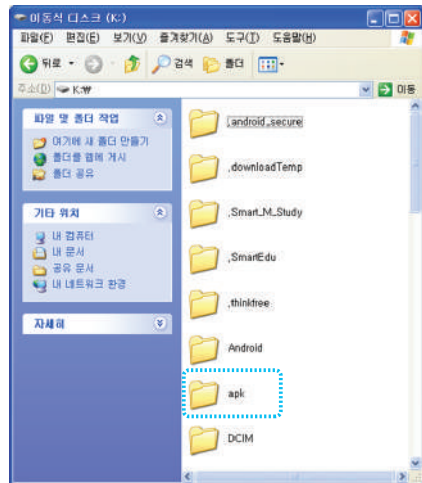 이동식 디스크 (K:)
파일(F) 편집(E) 보기(V) 즐겨찾기(A) 도구(T) 도움말(H)
뒤로 검색 폴더
주소(D) K:₩ 이동
파일 및 폴더 작업
여기에 새 폴더 만들기
폴더를 웹에 게시
폴더 공유
기타 위치
내 컴퓨터
내 문서
공유 문서
내 네트워크 환경
자세히
.android_secure
.downloadTemp
.Smart_M_Study
.SmartEdu
.thinktree
Android
apk
DCIM